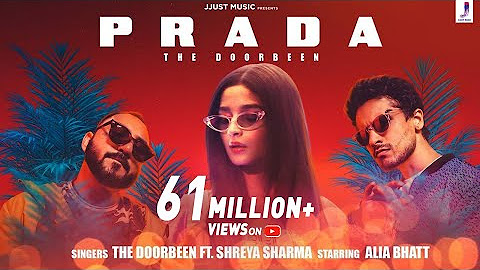 JJUST MUSIC PRESENTS
PRADA
THE DOORBEEN
61 MILLION+
VIEWS ON
SINGERS THE DOORBEEN FT. SHREYA SHARMA STARRING ALIA BHATT